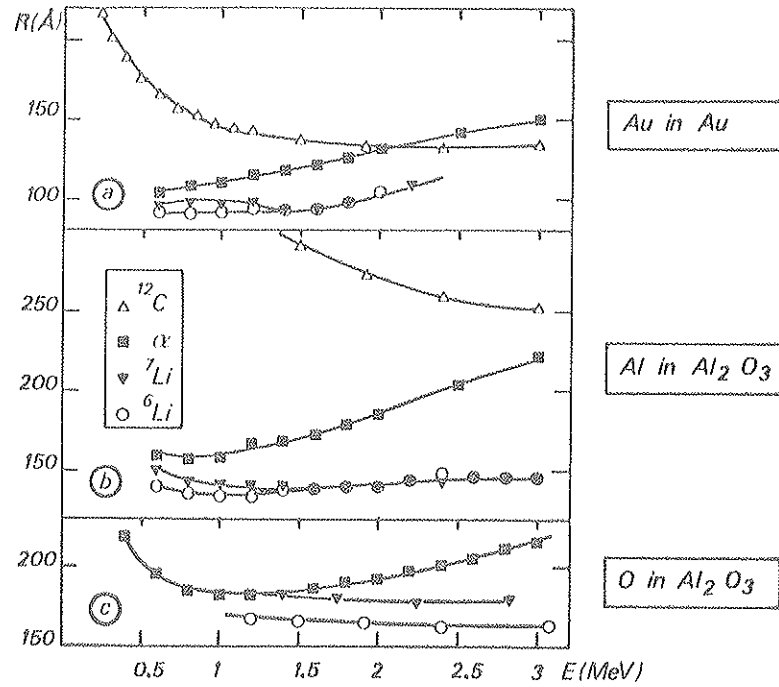 R(Å)
150
100
a
Au in Au
250
200
150
b
12C
α
7Li
6Li
Al in Al2 O3
200
150
c
O in Al2 O3
0.5 1 1.5 2 2.5 3 E(MeV)